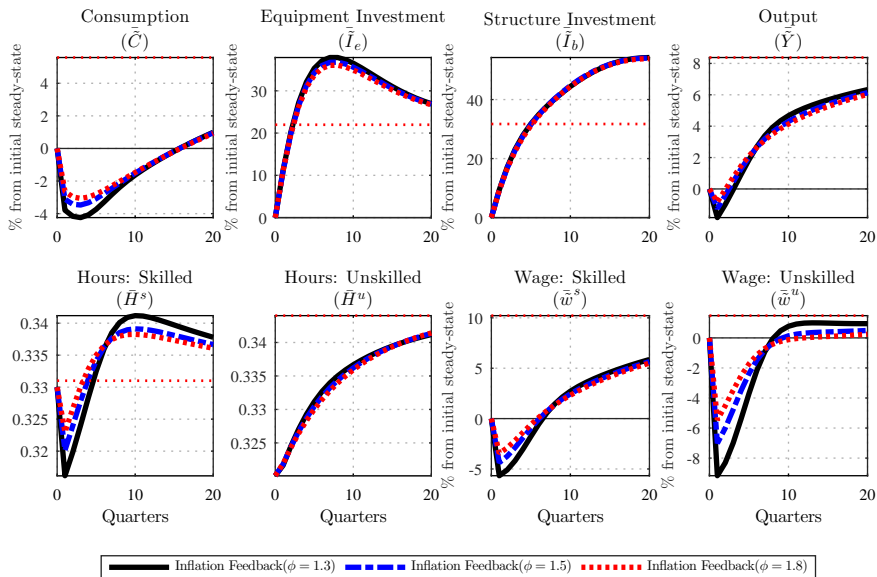 Consumption
(C̃̄)
Equipment Investment
(Ĩ̄_e)
Structure Investment
(Ĩ̄_b)
Output
(Ỹ̄)
% from initial steady-state
4
2
0
-2
-4
0
10
20
% from initial steady-state
30
20
10
0
0
10
20
% from initial steady-state
40
20
0
0
10
20
% from initial steady-state
8
6
4
2
0
0
10
20
Hours: Skilled
(H̄^s)
Hours: Unskilled
(H̄^u)
Wage: Skilled
(w̃̄^s)
Wage: Unskilled
(w̃̄^u)
0.34
0.335
0.33
0.325
0.32
0
10
20
Quarters
0.34
0.335
0.33
0.325
0
10
20
Quarters
% from initial steady-state
10
5
0
-5
0
10
20
Quarters
% from initial steady-state
0
-2
-4
-6
-8
0
10
20
Quarters
Inflation Feedback(ϕ = 1.3)
Inflation Feedback(ϕ = 1.5)
Inflation Feedback(ϕ = 1.8)